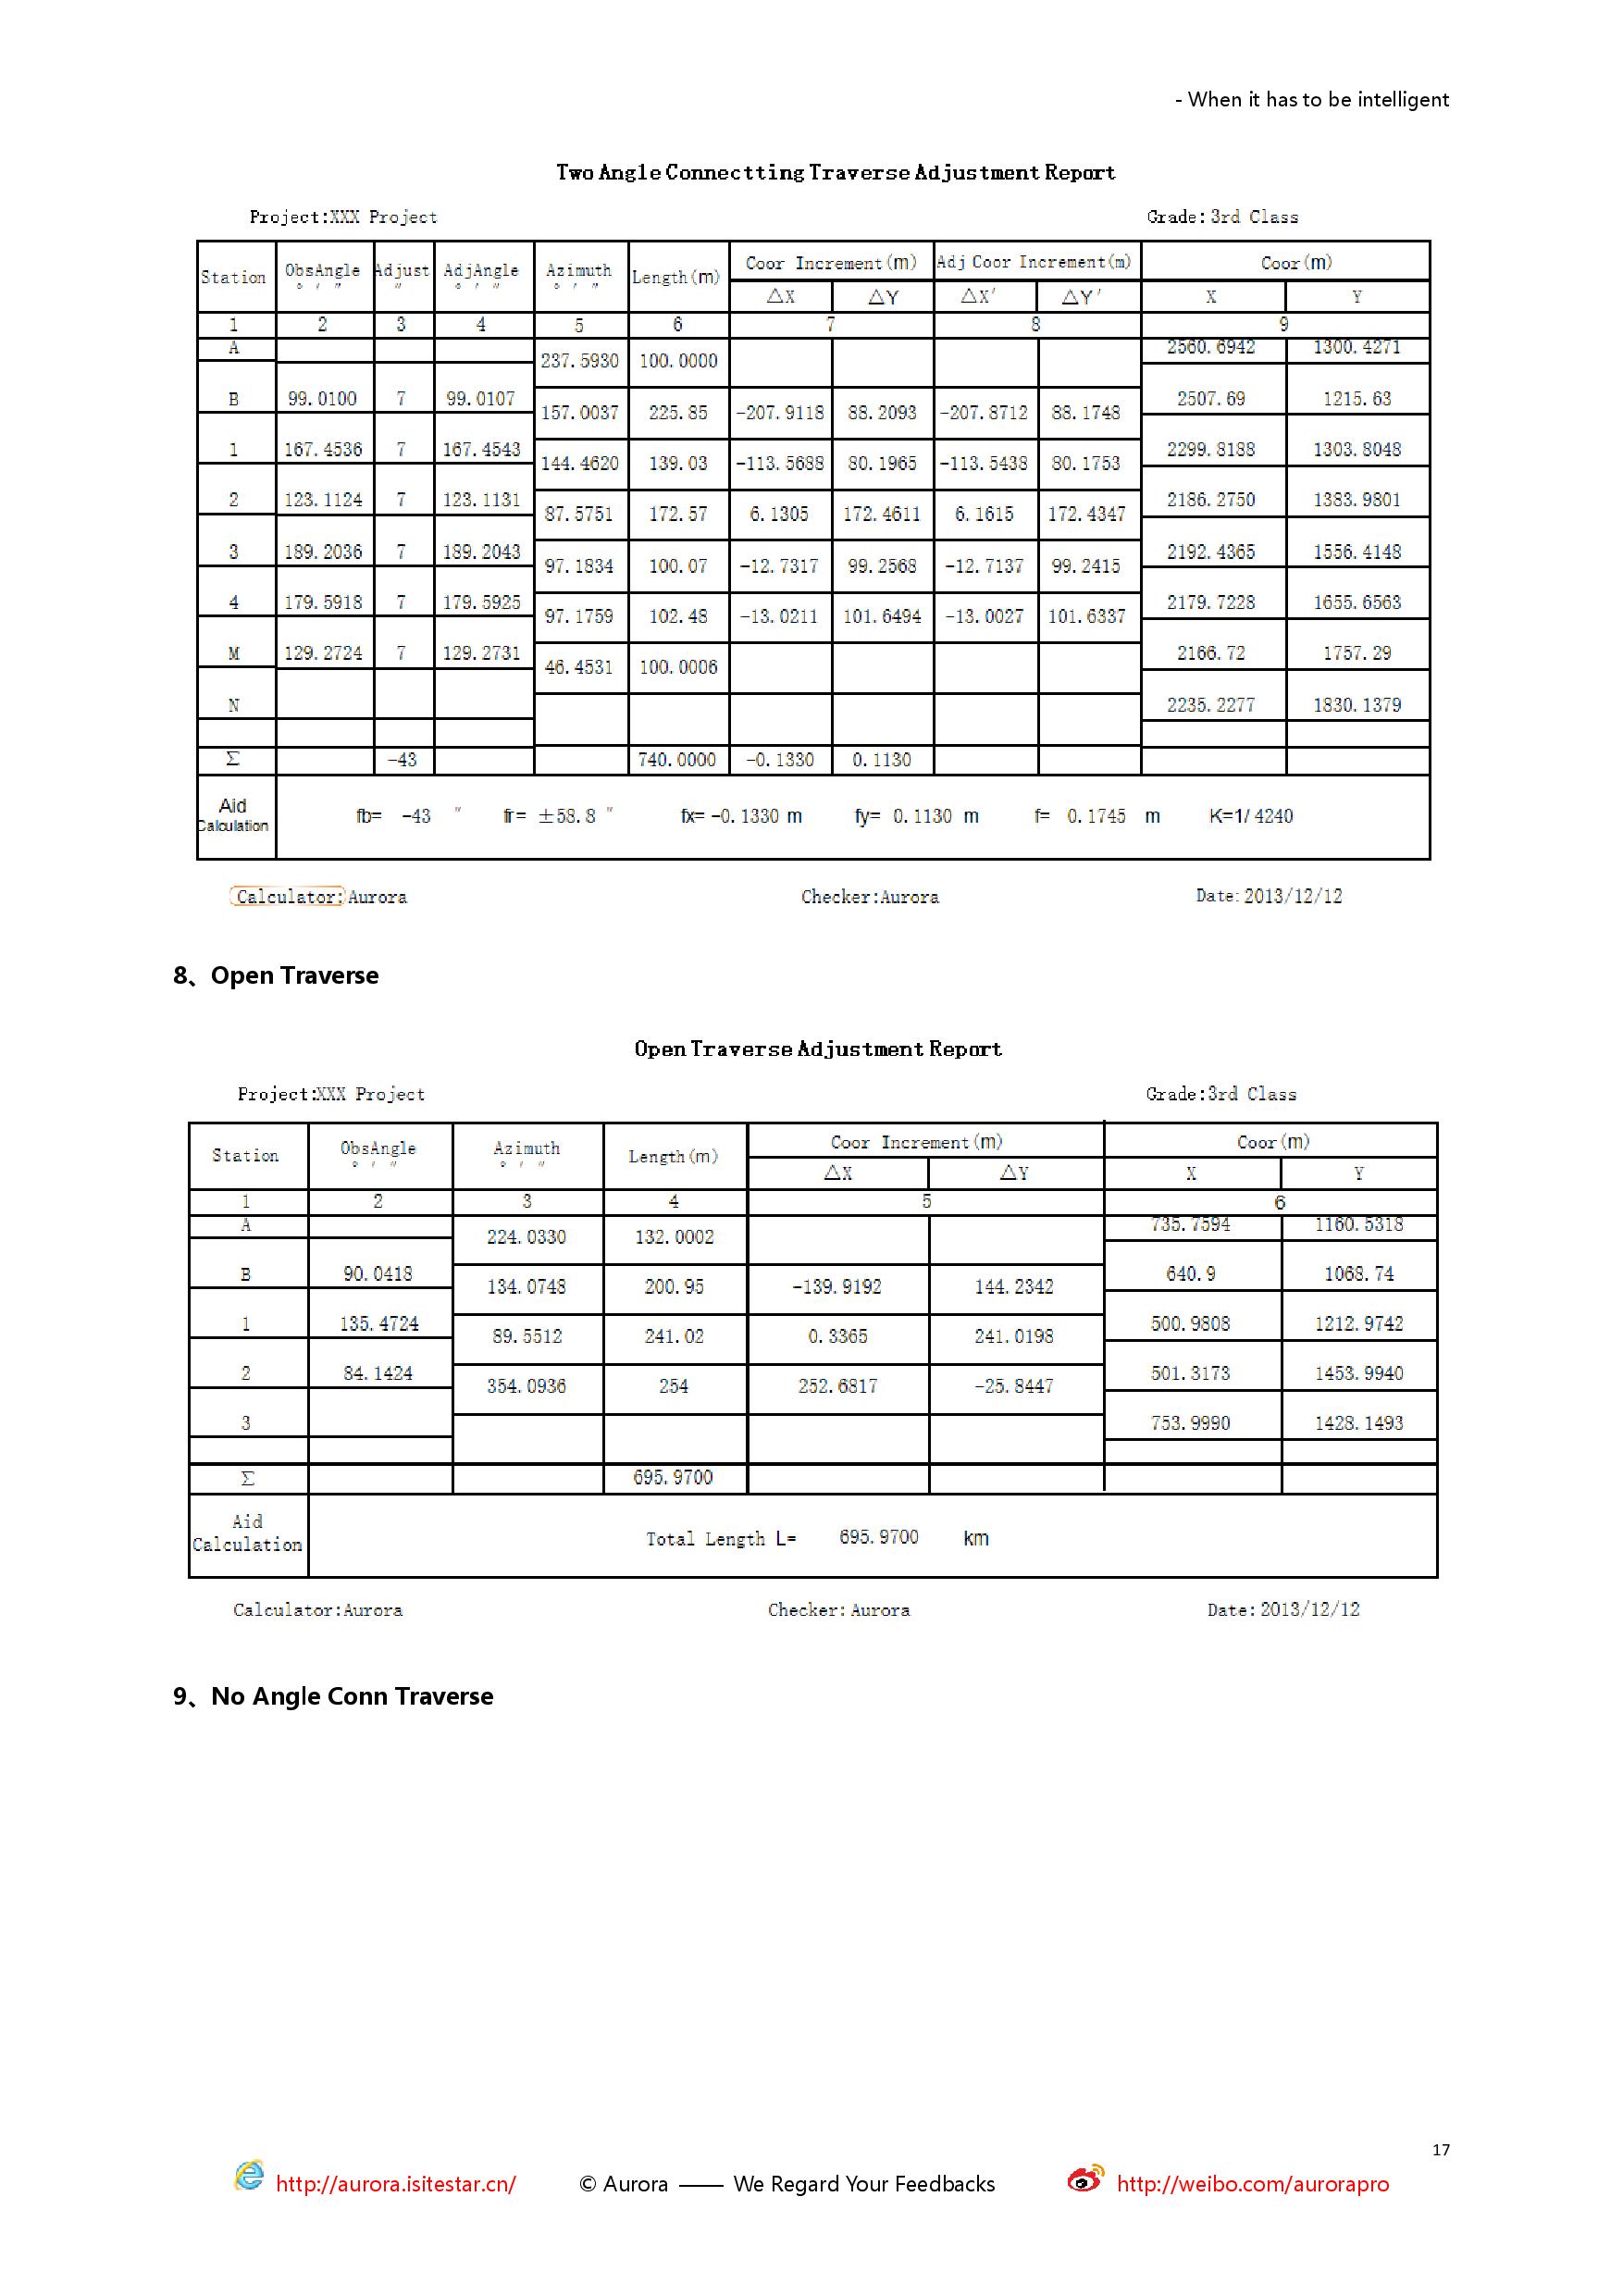 - When it has to be intelligent
Two Angle Connectting Traverse Adjustment Report
Project:XXX Project Grade:3rd Class
Station ObsAngle ° ′ ″ Adjust ″ AdjAngle ° ′ ″ Azimuth ° ′ ″ Length(m) Coor Increment(m) Adj Coor Increment(m) Coor(m)
△X △Y △X′ △Y′ X Y
1 2 3 4 5 6 7 8 9
A 2560.6942 1300.4271
237.5930 100.0000
B 99.0100 7 99.0107 2507.69 1215.63
157.0037 225.85 -207.9118 88.2093 -207.8712 88.1748
1 167.4536 7 167.4543 2299.8188 1303.8048
144.4620 139.03 -113.5688 80.1965 -113.5438 80.1753
2 123.1124 7 123.1131 2186.2750 1383.9801
87.5751 172.57 6.1305 172.4611 6.1615 172.4347
3 189.2036 7 189.2043 2192.4365 1556.4148
97.1834 100.07 -12.7317 99.2568 -12.7137 99.2415
4 179.5918 7 179.5925 2179.7228 1655.6563
97.1759 102.48 -13.0211 101.6494 -13.0027 101.6337
M 129.2724 7 129.2731 2166.72 1757.29
46.4531 100.0006
N 2235.2277 1830.1379
Σ -43 740.0000 -0.1330 0.1130
Aid Calculation fb= -43 ″ fr= ±58.8 ″ fx= -0.1330 m fy= 0.1130 m f= 0.1745 m K=1/ 4240
Calculator:Aurora Checker:Aurora Date:2013/12/12
8、Open Traverse
Open Traverse Adjustment Report
Project:XXX Project Grade:3rd Class
Station ObsAngle ° ′ ″ Azimuth ° ′ ″ Length(m) Coor Increment(m) Coor(m)
△X △Y X Y
1 2 3 4 5 6
A 735.7594 1160.5318
224.0330 132.0002
B 90.0418 640.9 1068.74
134.0748 200.95 -139.9192 144.2342
1 135.4724 500.9808 1212.9742
89.5512 241.02 0.3365 241.0198
2 84.1424 501.3173 1453.9940
354.0936 254 252.6817 -25.8447
3 753.9990 1428.1493
Σ 695.9700
Aid Calculation Total Length L= 695.9700 km
Calculator:Aurora Checker:Aurora Date:2013/12/12
9、No Angle Conn Traverse
17
http://aurora.isitestar.cn/ © Aurora —— We Regard Your Feedbacks http://weibo.com/aurorapro